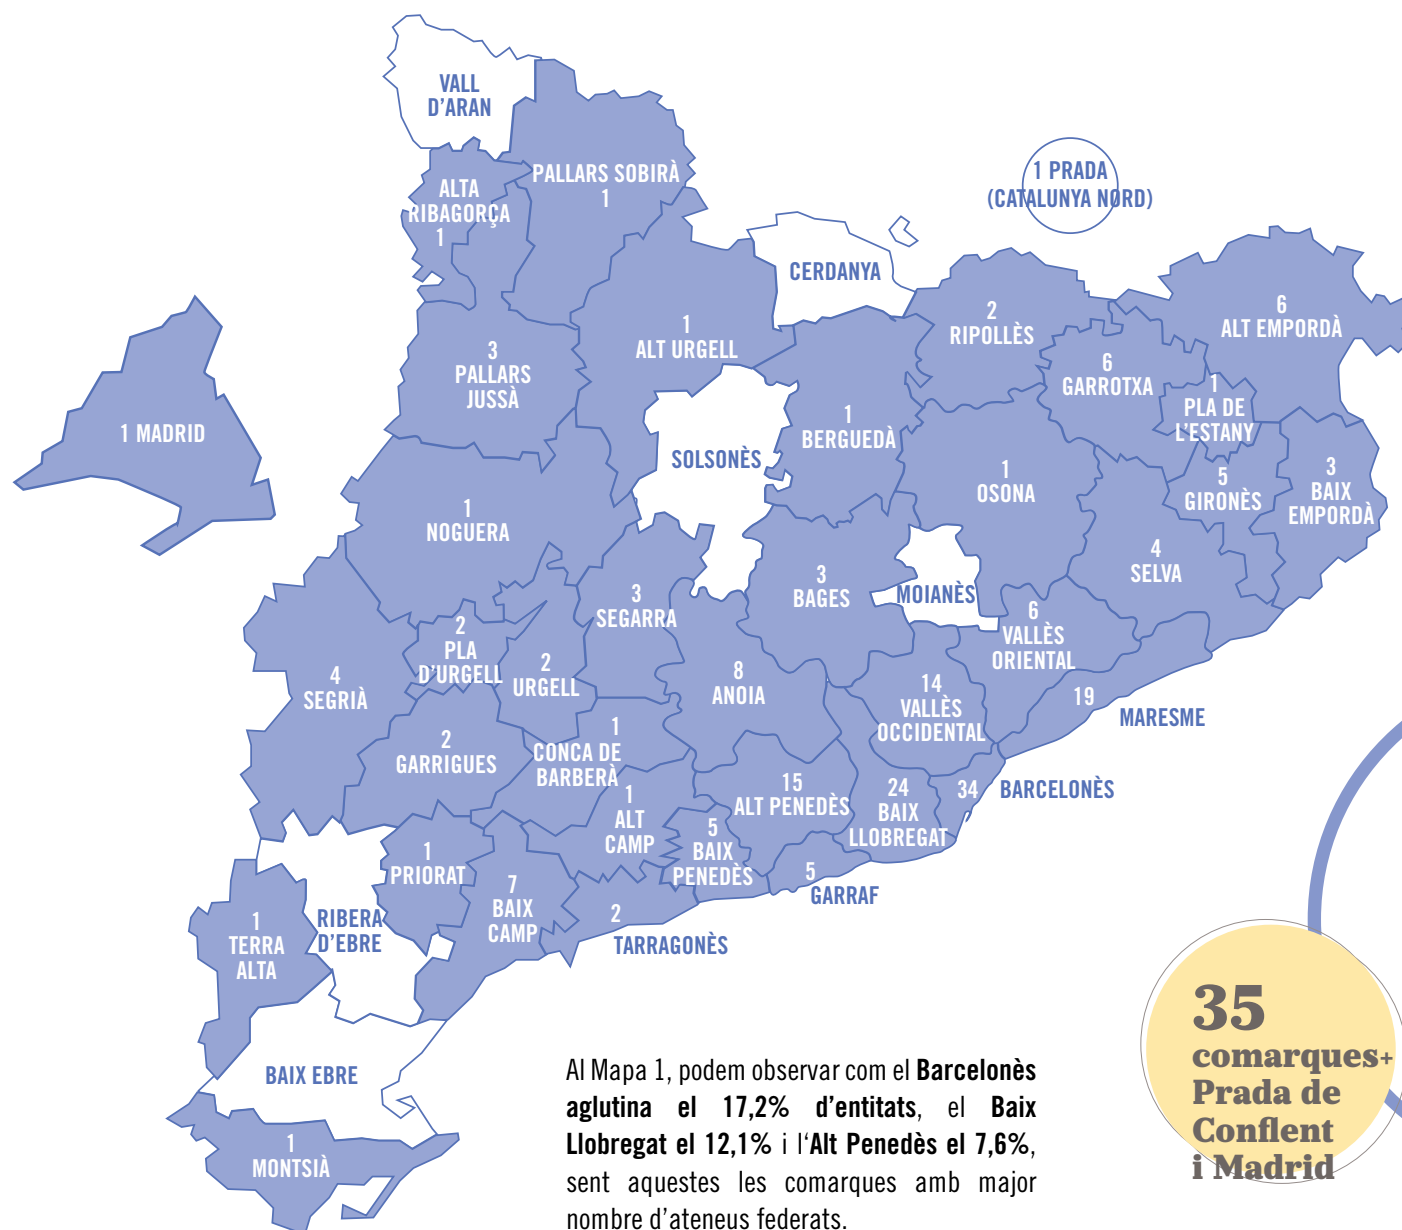 VALL
D'ARAN
PALLARS SOBIRÀ
1
ALTA
RIBAGORÇA
1
1 PRADA
(CATALUNYA NORD)
CERDANYA
1
ALT URGELL
2
RIPOLLÈS
6
ALT EMPORDÀ
3
PALLARS
JUSSÀ
6
GARROTXA
1
PLA DE
L'ESTANY
1 MADRID
1
BERGUEDÀ
SOLSONÈS
1
OSONA
5
GIRONÈS
3
BAIX
EMPORDÀ
1
NOGUERA
4
SELVA
3
BAGES
MOIANÈS
3
SEGARRA
6
VALLÈS
ORIENTAL
2
PLA
D'URGELL
2
URGELL
4
SEGRIÀ
8
ANOIA
14
VALLÈS
OCCIDENTAL
19
MARESME
2
GARRIGUES
1
CONCA DE
BARBERÀ
15
ALT PENEDÈS
24
BAIX
LLOBREGAT
34
BARCELONÈS
1
ALT
CAMP
5
BAIX
PENEDÈS
5
GARRAF
1
PRIORAT
7
BAIX
CAMP
2
TARRAGONÈS
RIBERA
D'EBRE
1
TERRA
ALTA
BAIX EBRE
1
MONTSIÀ
Al Mapa 1, podem observar com el Barcelonès
aglutina el 17,2% d'entitats, el Baix
Llobregat el 12,1% i l‘Alt Penedès el 7,6%,
sent aquestes les comarques amb major
nombre d'ateneus federats.
35
comarques+
Prada de
Conflent
i Madrid